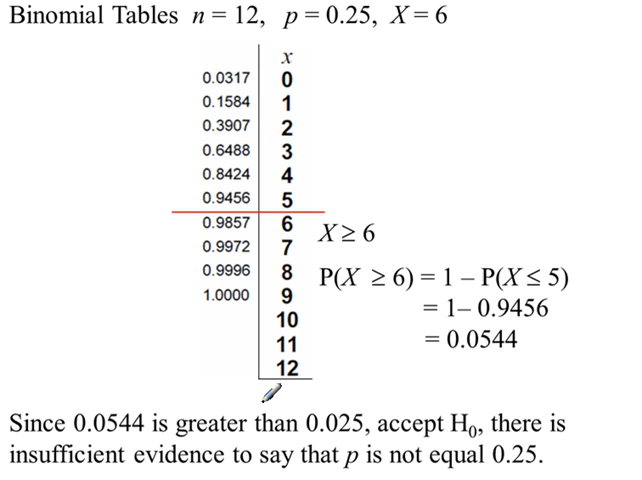 Binomial Tables n = 12, p = 0.25, X = 6
x
0.0317 0
0.1584 1
0.3907 2
0.6488 3
0.8424 4
0.9456 5
0.9857 6
X ≥ 6
0.9972 7
0.9996 8
P(X ≥ 6) = 1 – P(X ≤ 5)
1.0000 9
= 1– 0.9456
10
= 0.0544
11
12
Since 0.0544 is greater than 0.025, accept H₀, there is
insufficient evidence to say that p is not equal 0.25.